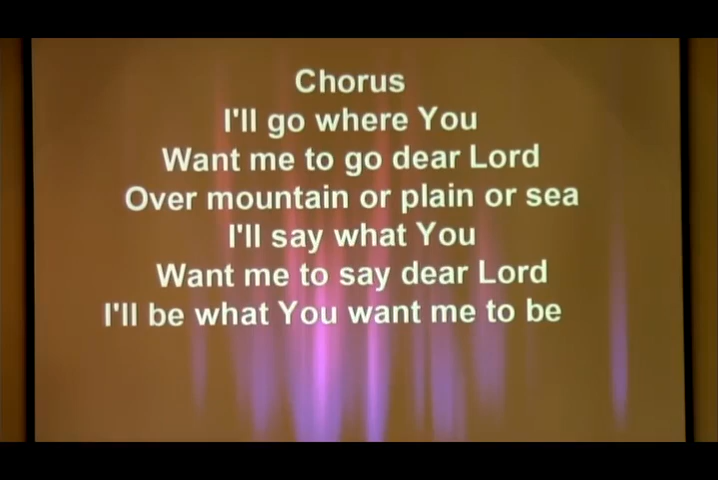 Chorus
I'll go where You
Want me to go dear Lord
Over mountain or plain or sea
I'll say what You
Want me to say dear Lord
I'll be what You want me to be